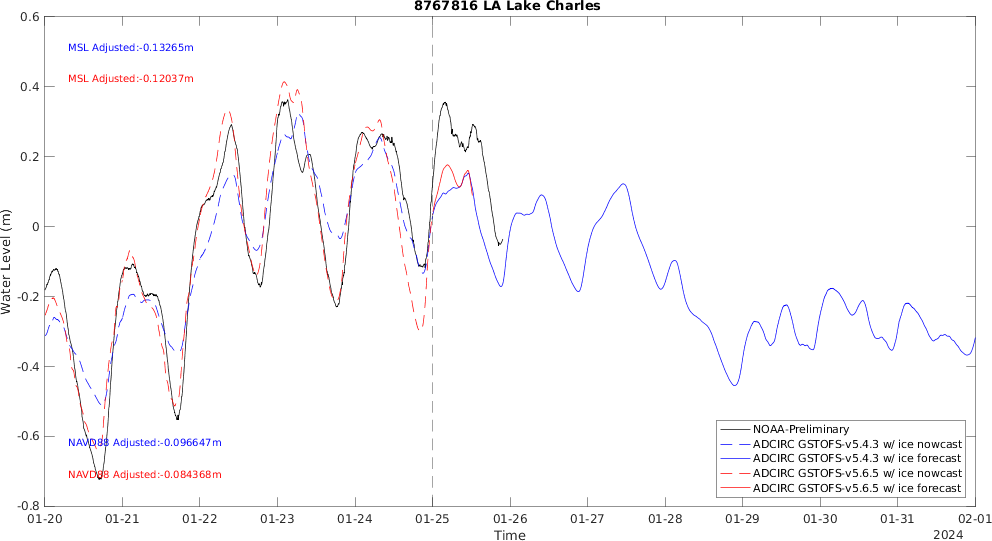 8767816 LA Lake Charles
0.6
0.4
0.2
0
-0.2
-0.4
-0.6
-0.8
Water Level (m)
MSL Adjusted:-0.13265m
MSL Adjusted:-0.12037m
NAVD88 Adjusted:-0.096647m
NAVD88 Adjusted:-0.084368m
NOAA-Preliminary
ADCIRC GSTOFS-v5.4.3 w/ ice nowcast
ADCIRC GSTOFS-v5.4.3 w/ ice forecast
ADCIRC GSTOFS-v5.6.5 w/ ice nowcast
ADCIRC GSTOFS-v5.6.5 w/ ice forecast
01-20 01-21 01-22 01-23 01-24 01-25 01-26 01-27 01-28 01-29 01-30 01-31 02-01
Time
2024